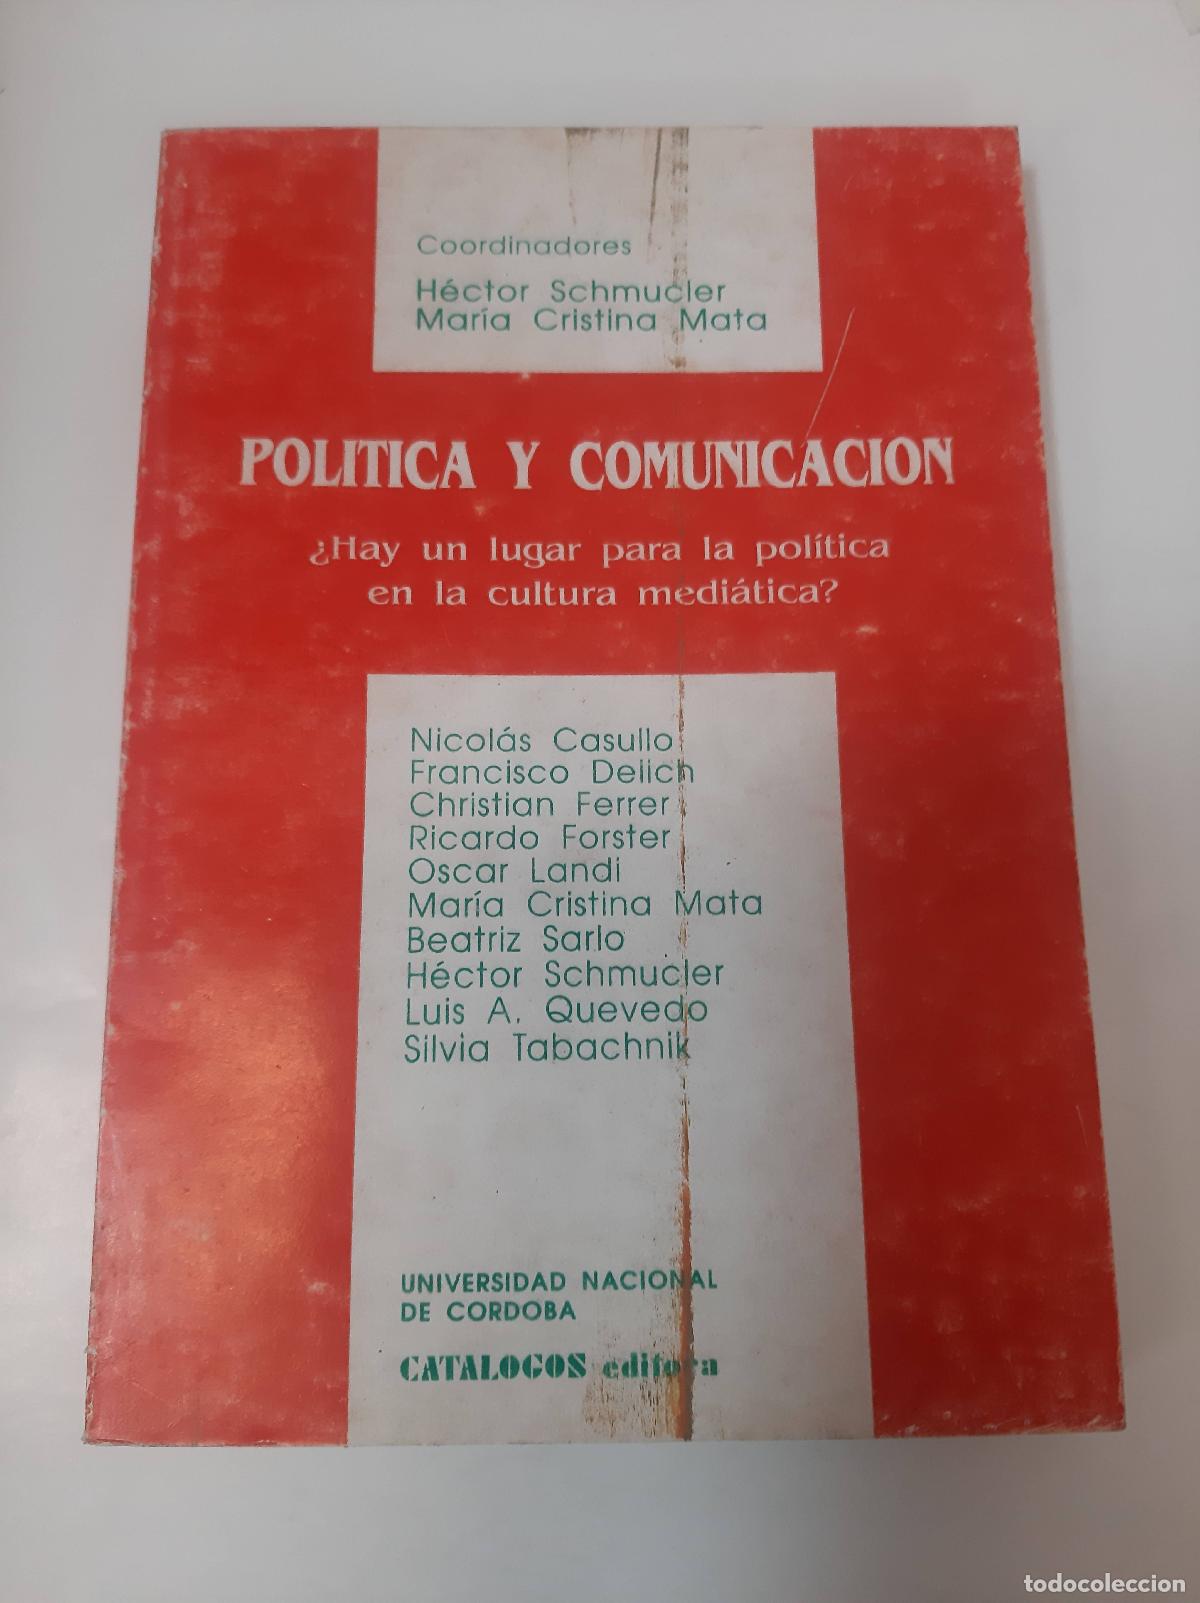 Coordinadores
Héctor Schmucler
María Cristina Mata
POLITICA Y COMUNICACION
¿Hay un lugar para la política
en la cultura mediática?
Nicolás Casullo
Francisco Delich
Christian Ferrer
Ricardo Forster
Oscar Landi
María Cristina Mata
Beatriz Sarlo
Héctor Schmucler
Luis A. Quevedo
Silvia Tabachnik
UNIVERSIDAD NACIONAL
DE CORDOBA
CATALOGOS editora
todocoleccion